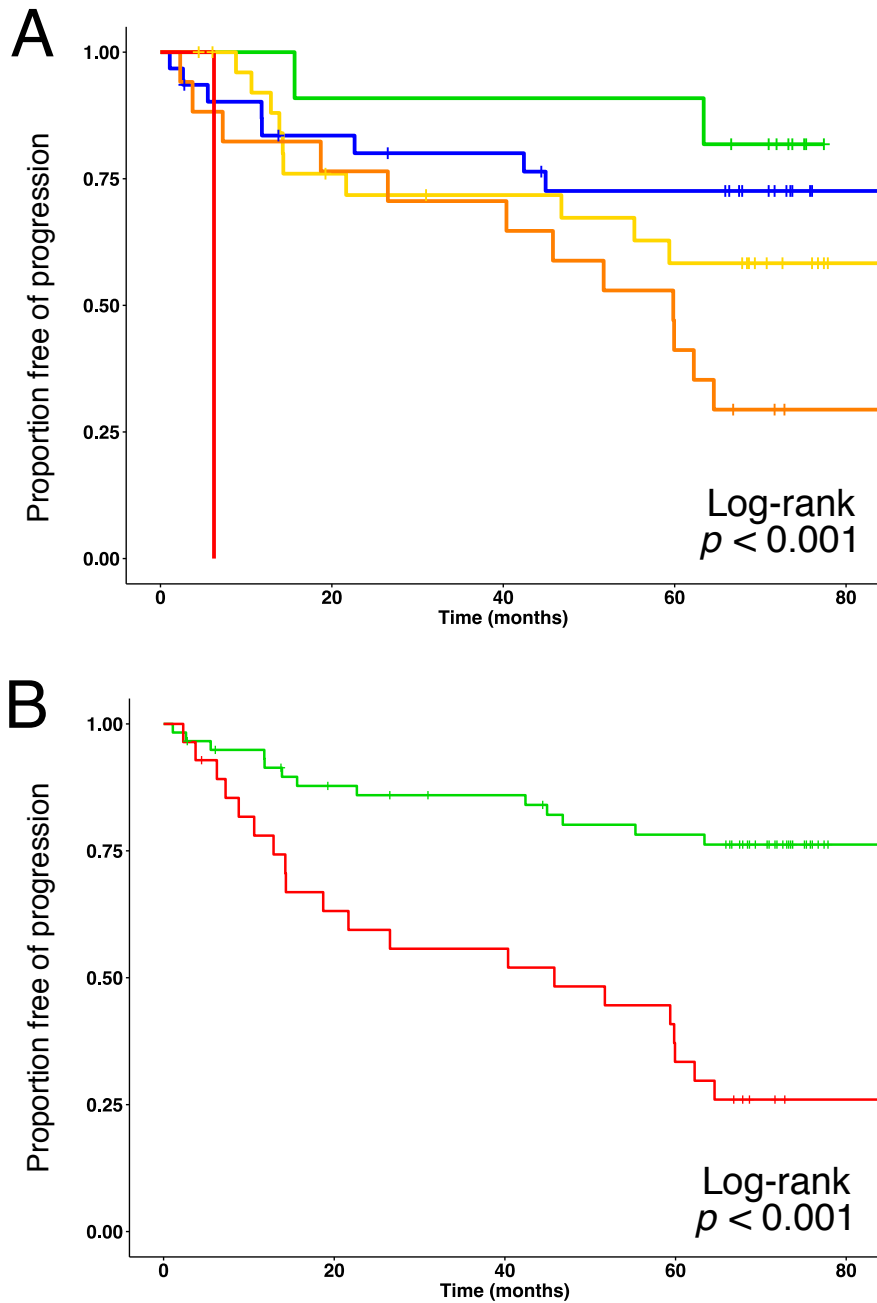 A
Proportion free of progression
1.00
0.75
0.50
0.25
0.00
Log-rank
p < 0.001
0 20 40 60 80
Time (months)
B
Proportion free of progression
1.00
0.75
0.50
0.25
0.00
Log-rank
p < 0.001
0 20 40 60 80
Time (months)